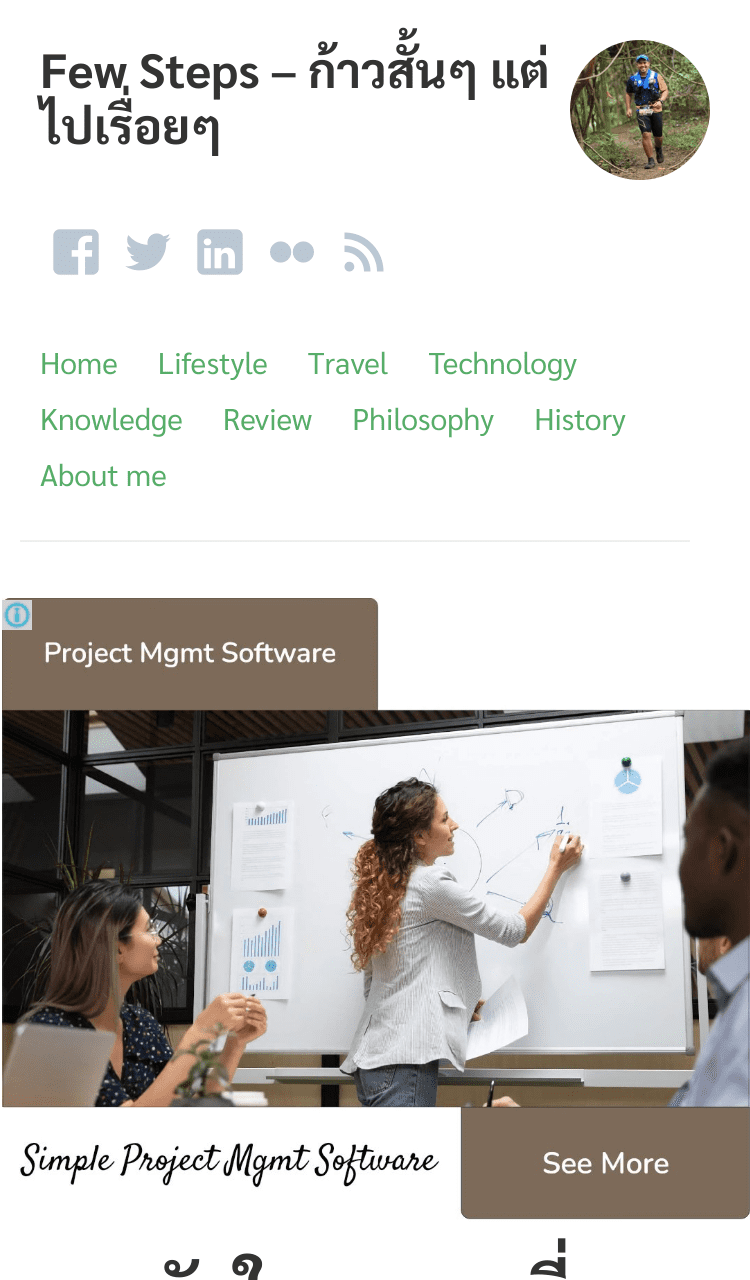 Few Steps – ก้าวสั้นๆ แต่
ไปเรื่อยๆ
Home Lifestyle Travel Technology
Knowledge Review Philosophy History
About me
Project Mgmt Software
Simple Project Mgmt Software
See More